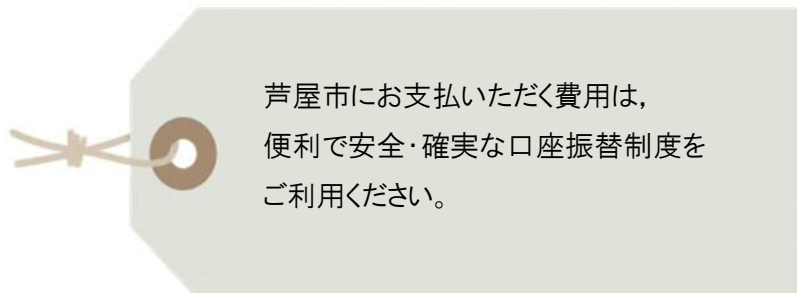 芦屋市にお支払いただく費用は，
便利で安全・確実な口座振替制度を
ご利用ください。